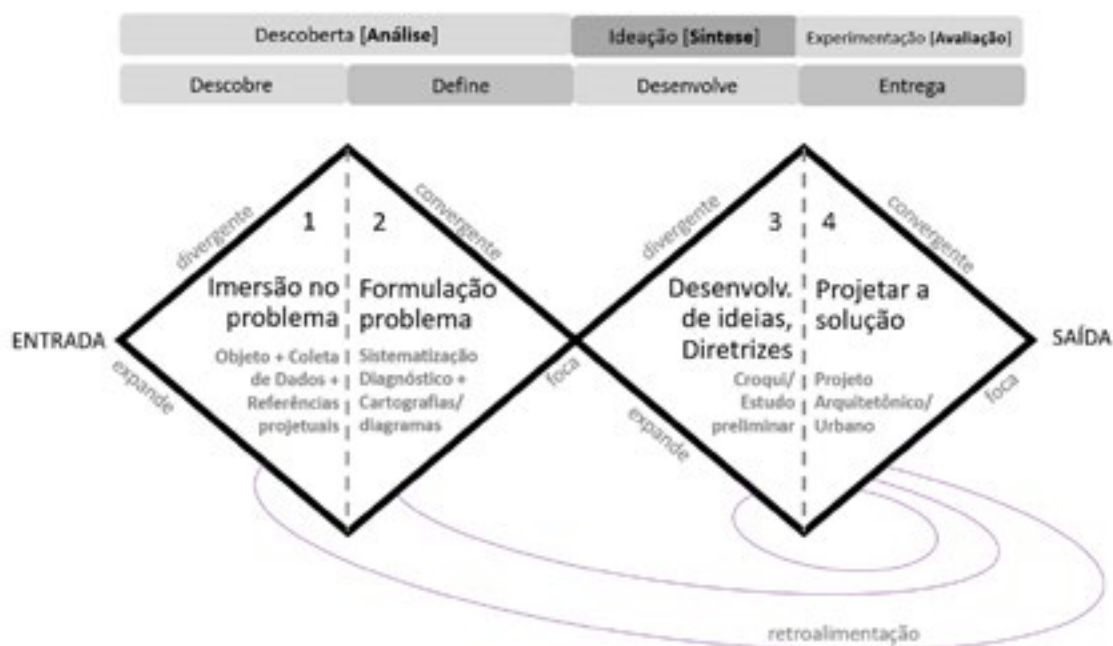 Descoberta [Análise]
Ideação [Síntese]
Experimentação [Avaliação]
Descobre
Define
Desenvolve
Entrega
divergente
convergente
divergente
convergente
1
2
3
4
Imersão no
problema
Formulação
problema
Desenvolv.
de ideias,
Diretrizes
Projetar a
solução
ENTRADA
SAÍDA
Objeto + Coleta
de Dados +
Referências
projetuais
Sistematização
Diagnóstico +
Cartografias/
diagramas
Croqui/
Estudo
preliminar
Projeto
Arquitetônico/
Urbano
expande
foca
expande
foca
retroalimentação